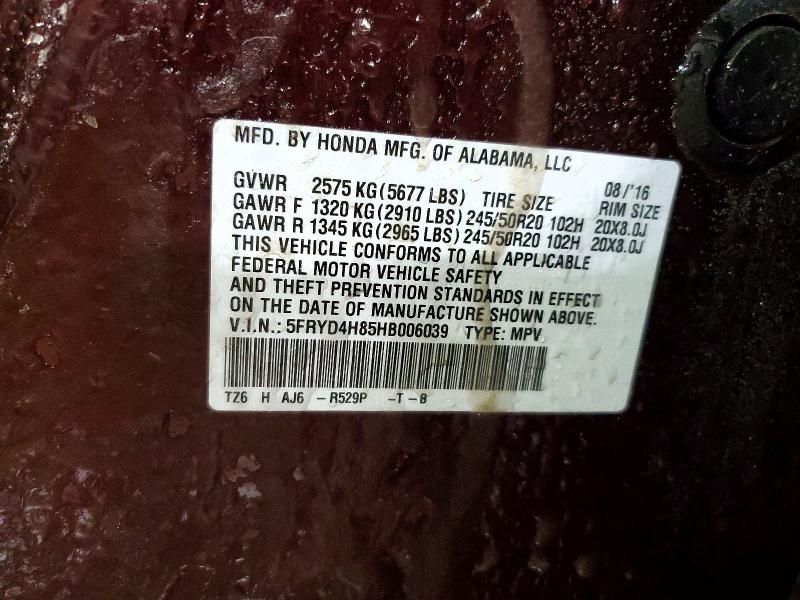 MFD. BY HONDA MFG. OF ALABAMA, LLC 08/'16
GVWR 2575 KG(5677 LBS) TIRE SIZE RIM SIZE
GAWR F 1320 KG(2910 LBS) 245/50R20 102H 20X8.0J
GAWR R 1345 KG(2965 LBS) 245/50R20 102H 20X8.0J
THIS VEHICLE CONFORMS TO ALL APPLICABLE
FEDERAL MOTOR VEHICLE SAFETY
AND THEFT PREVENTION STANDARDS IN EFFECT
ON THE DATE OF MANUFACTURE SHOWN ABOVE.
V.I.N.: 5FRYD4H85HB006039 TYPE: MPV
TZ6 H AJ6 -R529P -T-B